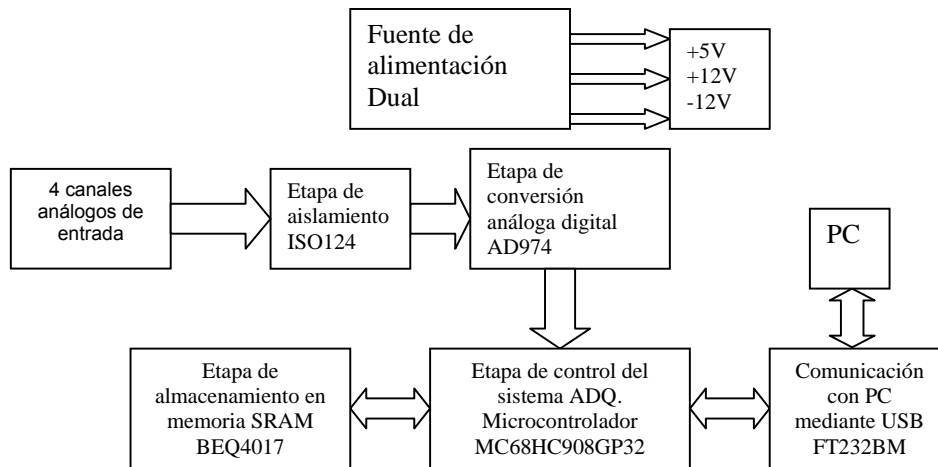 Fuente de
alimentación
Dual
+5V
+12V
-12V
4 canales
análogos de
entrada
Etapa de
aislamiento
ISO124
Etapa de
conversión
análoga digital
AD974
PC
Etapa de
almacenamiento en
memoria SRAM
BEQ4017
Etapa de control del
sistema ADQ.
Microcontrolador
MC68HC908GP32
Comunicación
con PC
mediante USB
FT232BM